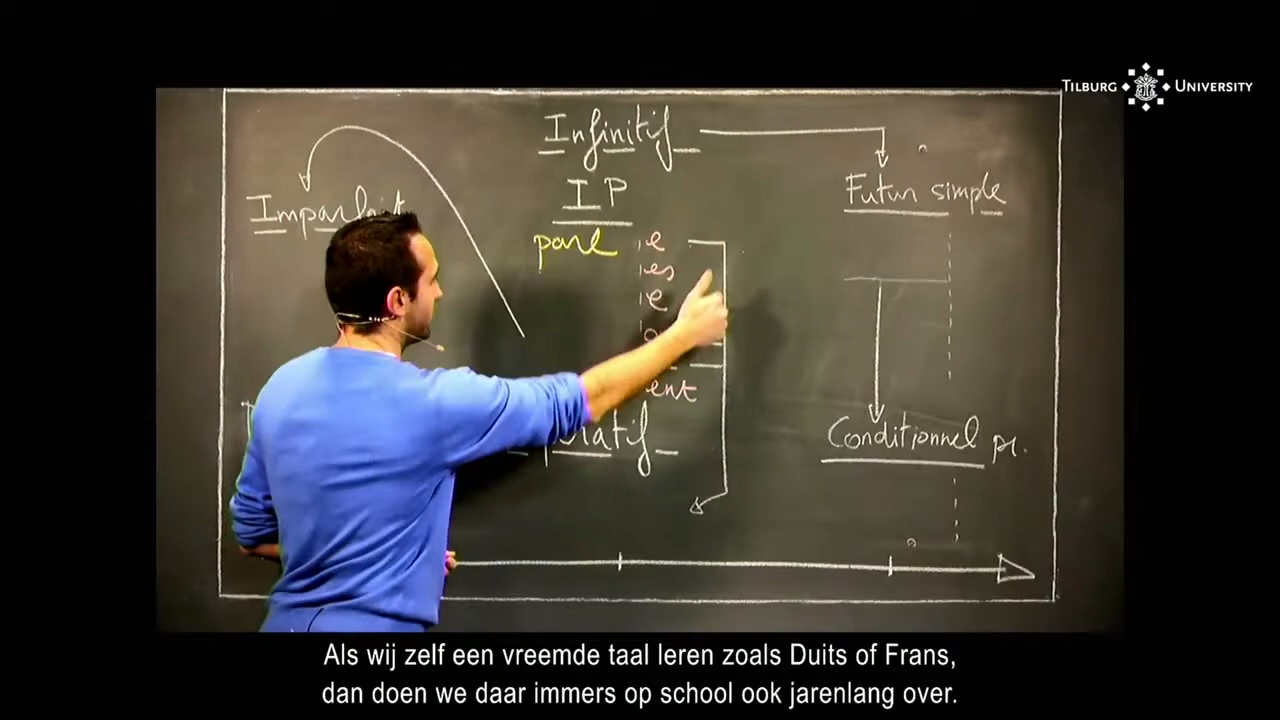 TILBURG UNIVERSITY
Infinitif
IP
Futur simple
parl e
es
e
ent
Conditionnel pr.
Als wij zelf een vreemde taal leren zoals Duits of Frans,
dan doen we daar immers op school ook jarenlang over.